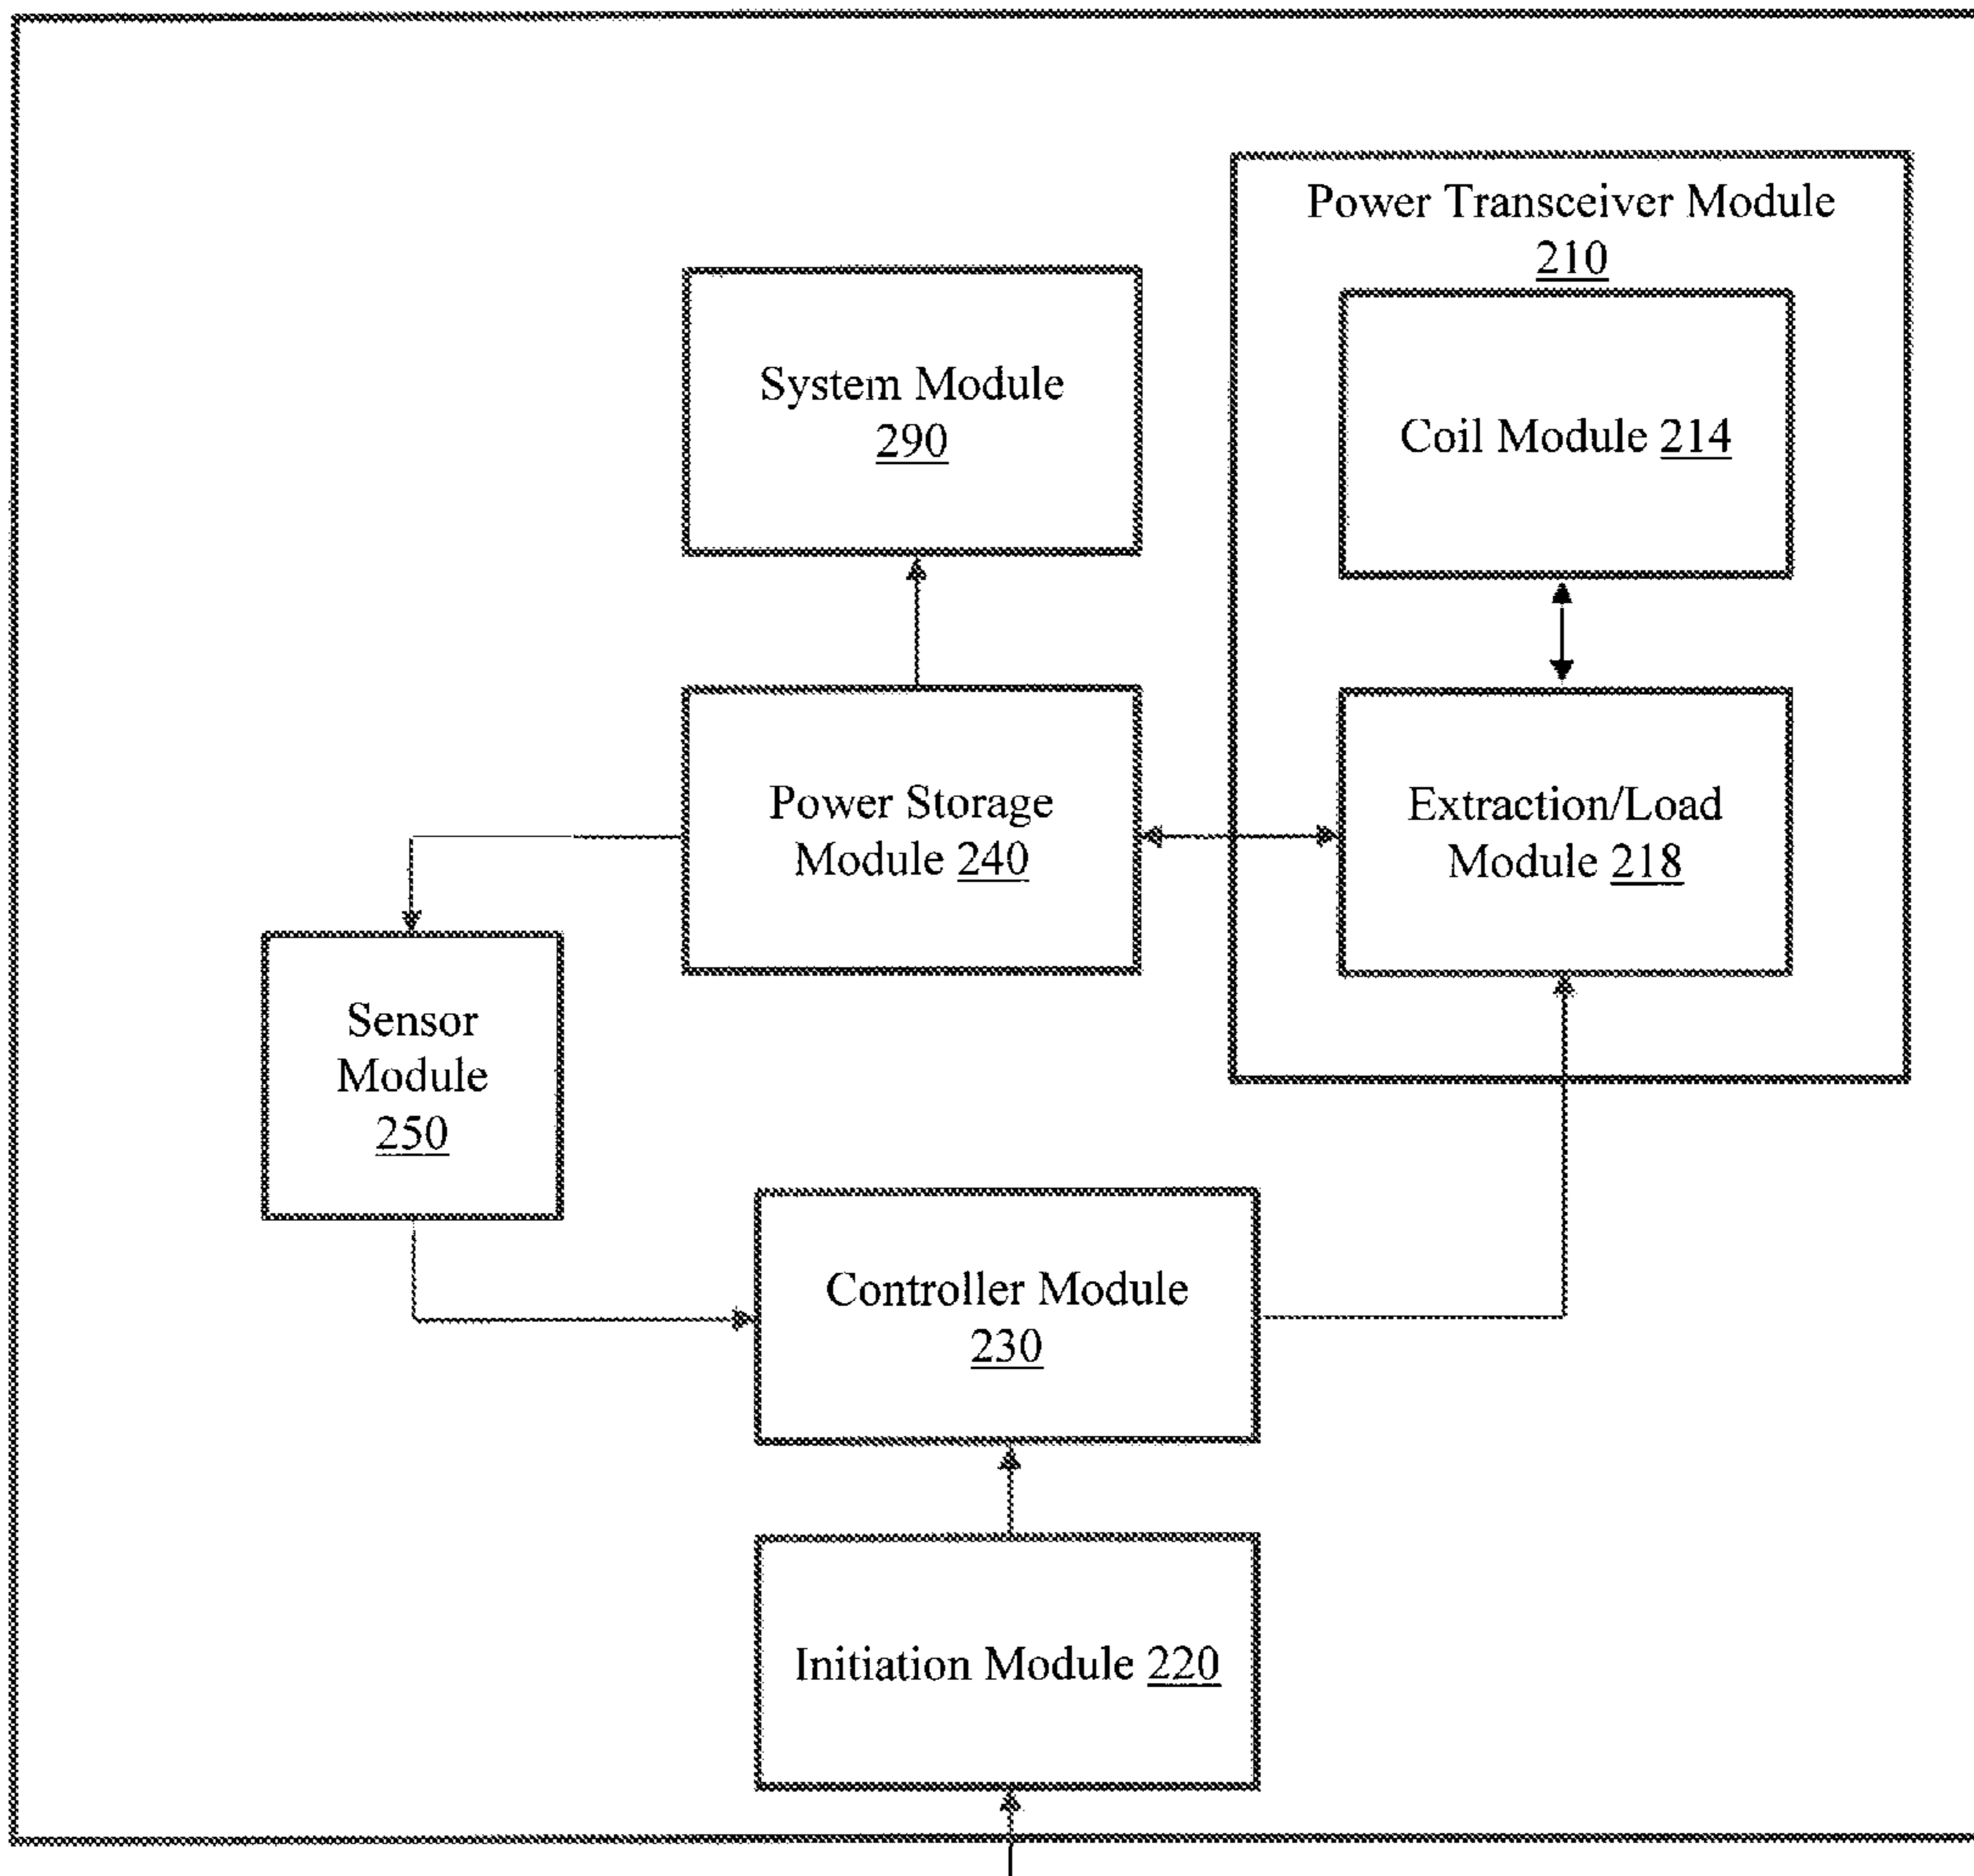 Power Transceiver Module
210
System Module
290
Coil Module 214
Power Storage
Module 240
Extraction/Load
Module 218
Sensor
Module
250
Controller Module
230
Initiation Module 220